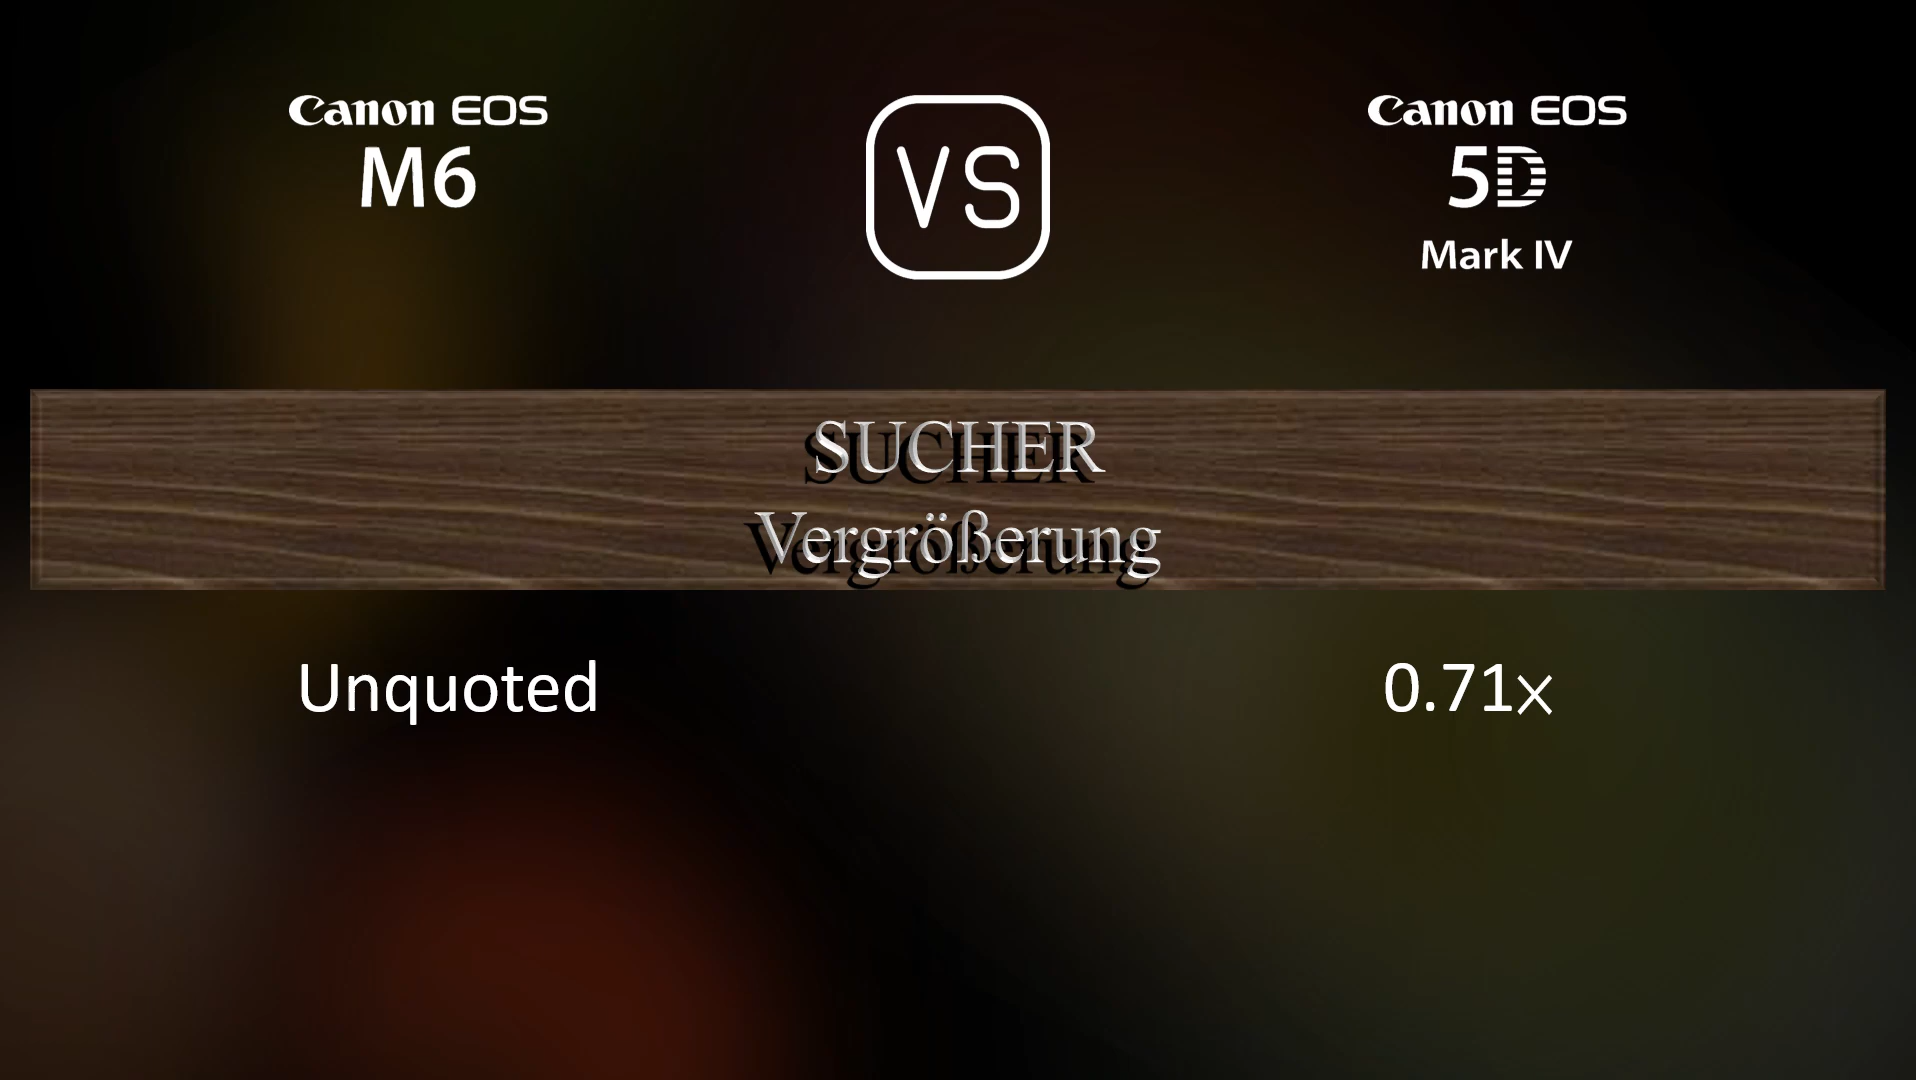 Canon EOS
M6
VS
Canon EOS
5D
Mark IV
SUCHER
Vergrößerung
Unquoted
0.71x